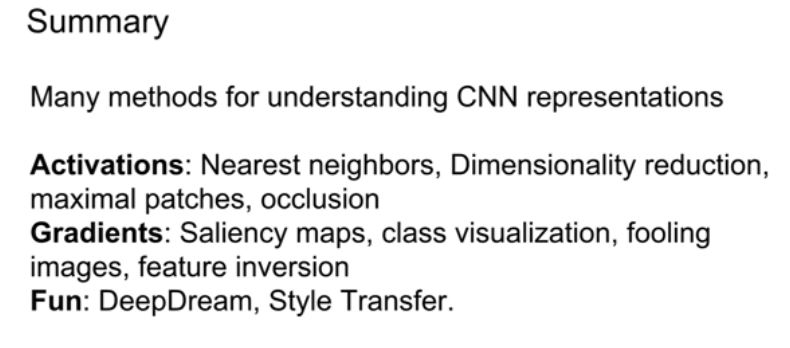 Summary
Many methods for understanding CNN representations
Activations: Nearest neighbors, Dimensionality reduction,
maximal patches, occlusion
Gradients: Saliency maps, class visualization, fooling
images, feature inversion
Fun: DeepDream, Style Transfer.